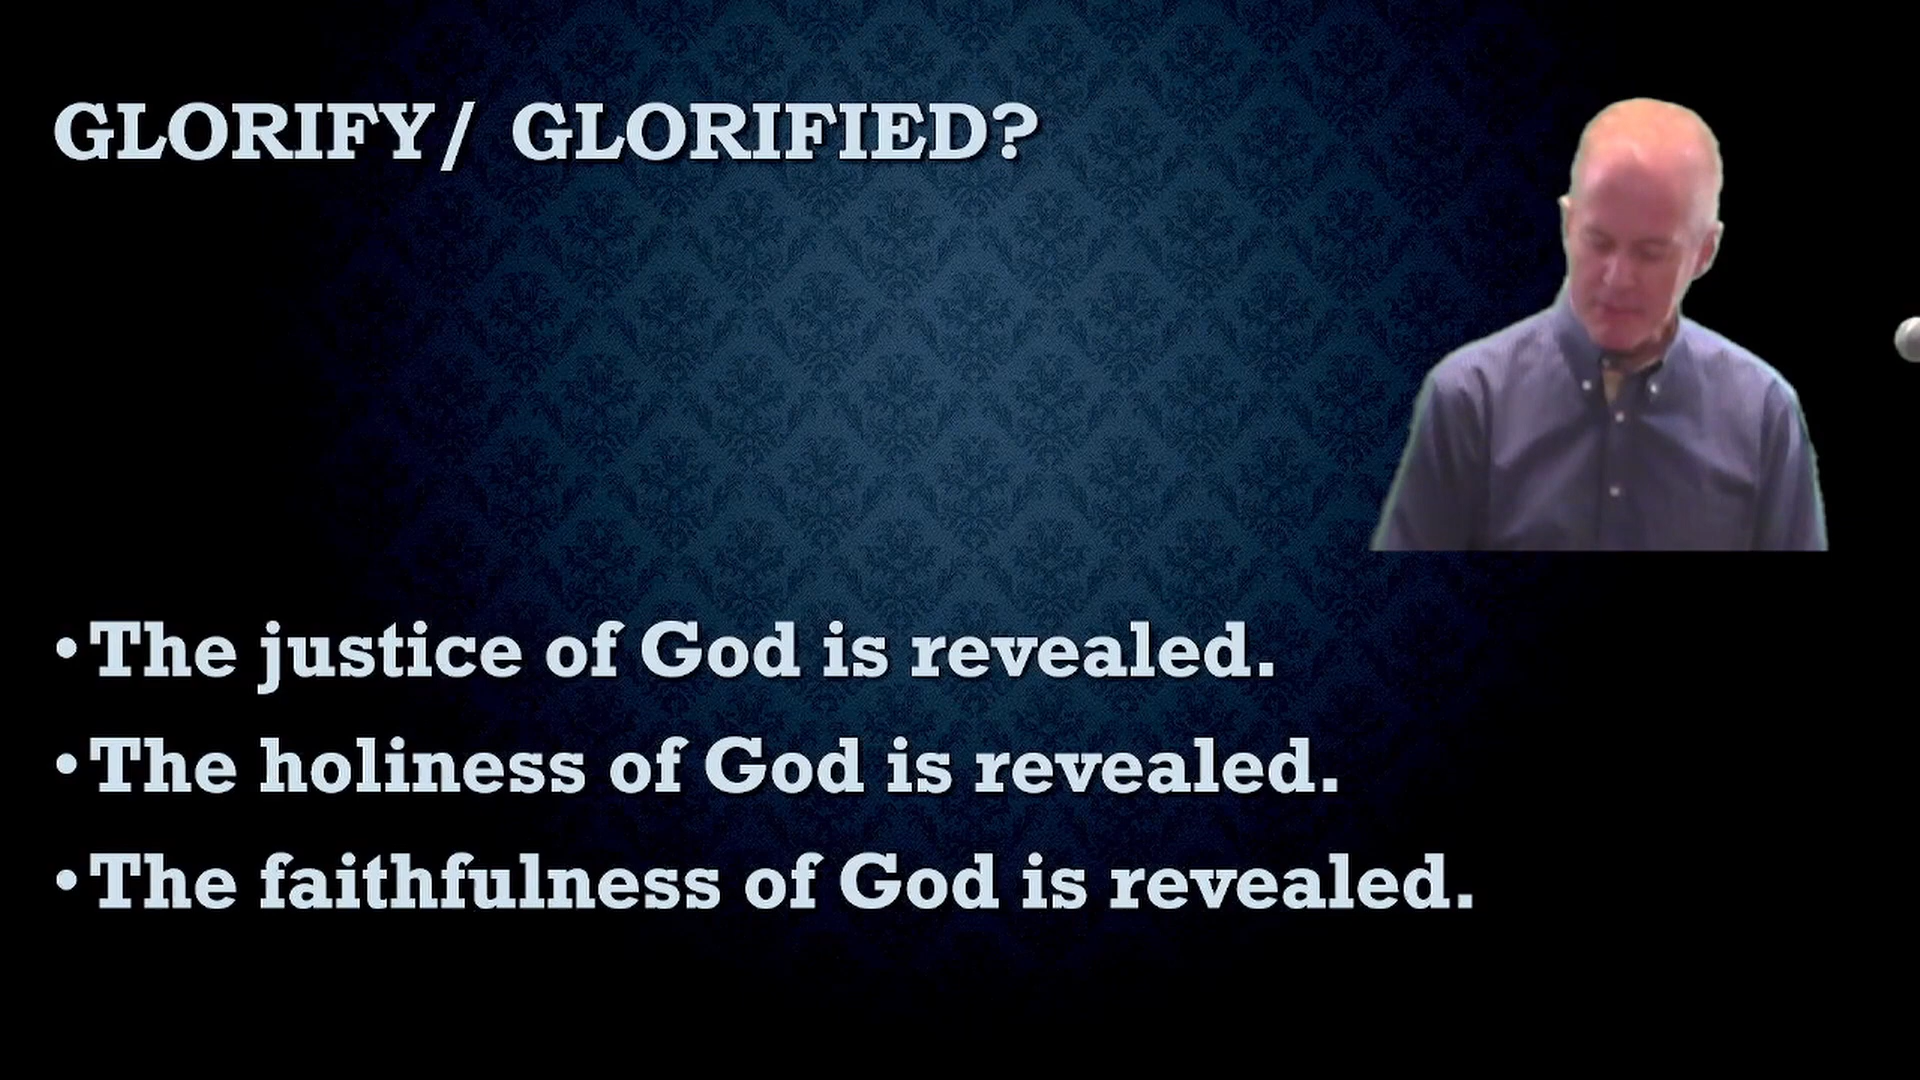 GLORIFY/ GLORIFIED?
•The justice of God is revealed.
•The holiness of God is revealed.
•The faithfulness of God is revealed.